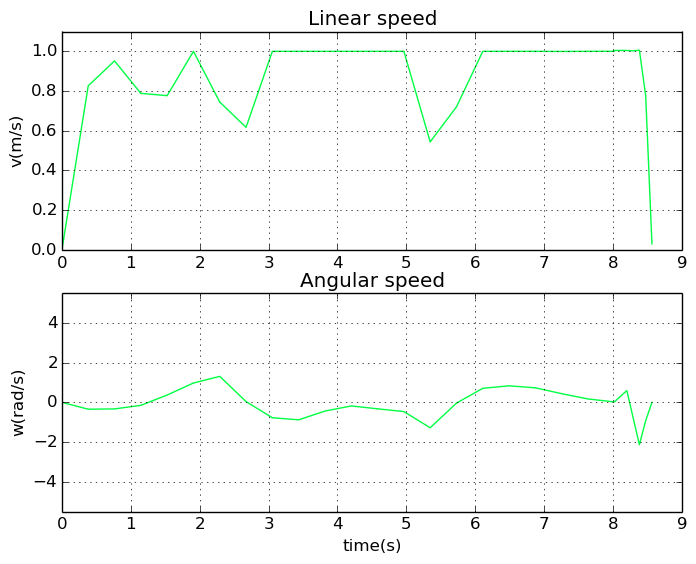 Linear speed
v(m/s)
1.0
0.8
0.6
0.4
0.2
0.0
0 1 2 3 4 5 6 7 8 9
Angular speed
w(rad/s)
4
2
0
−2
−4
0 1 2 3 4 5 6 7 8 9
time(s)